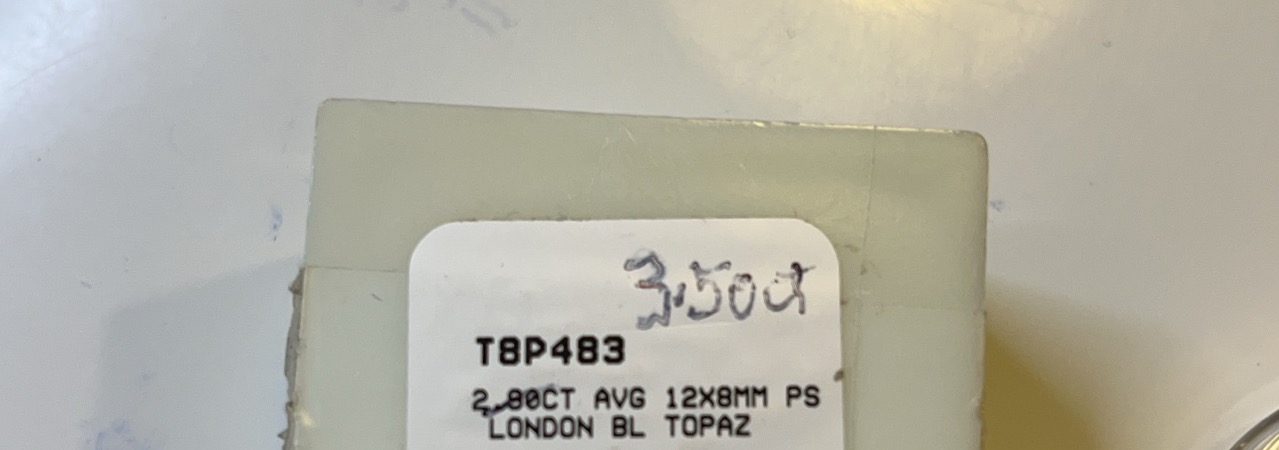 3.50ct
T8P483
2.80CT AVG 12X8MM PS
LONDON BL TOPAZ